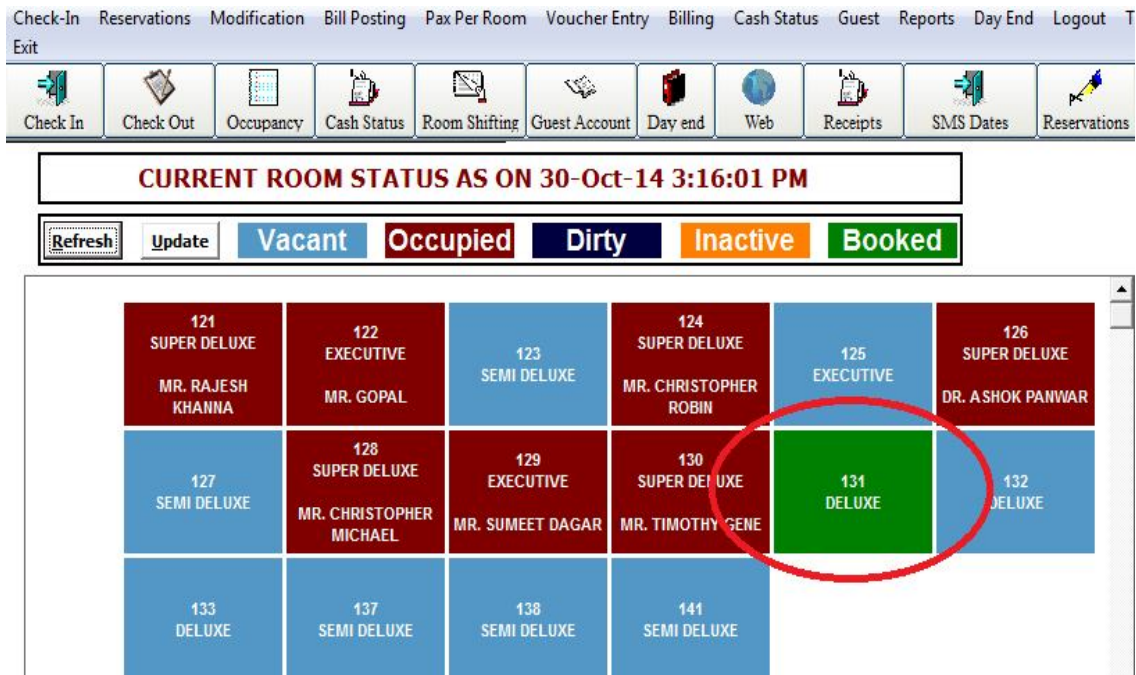 Check-In Reservations Modification Bill Posting Pax Per Room Voucher Entry Billing Cash Status Guest Reports Day End Logout T
Exit
Check In Check Out Occupancy Cash Status Room Shifting Guest Account Day end Web Receipts SMS Dates Reservations
CURRENT ROOM STATUS AS ON 30-Oct-14 3:16:01 PM
Refresh Update Vacant Occupied Dirty Inactive Booked
121
SUPER DELUXE
MR. RAJESH
KHANNA
122
EXECUTIVE
MR. GOPAL
123
SEMI DELUXE
124
SUPER DELUXE
MR. CHRISTOPHER
ROBIN
125
EXECUTIVE
126
SUPER DELUXE
DR. ASHOK PANWAR
127
SEMI DELUXE
128
SUPER DELUXE
MR. CHRISTOPHER
MICHAEL
129
EXECUTIVE
MR. SUMEET DAGAR
130
SUPER DELUXE
MR. TIMOTHY GENE
131
DELUXE
132
DELUXE
133
DELUXE
137
SEMI DELUXE
138
SEMI DELUXE
141
SEMI DELUXE